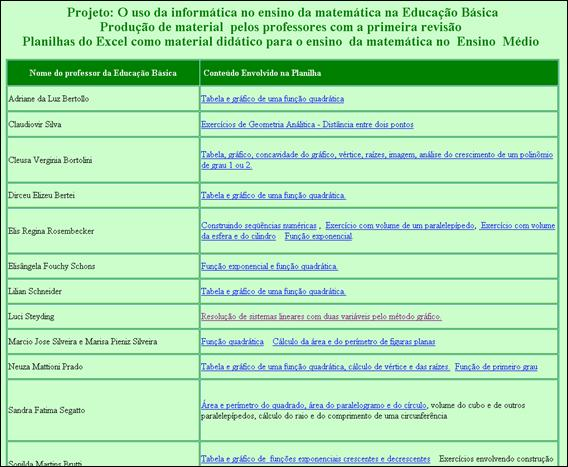 Projeto: O uso da informática no ensino da matemática na Educação Básica
Produção de material pelos professores com a primeira revisão
Planilhas do Excel como material didático para o ensino da matemática no Ensino Médio
Nome do professor da Educação Básica Conteúdo Envolvido na Planilha
Adriane da Luz Bertollo Tabela e gráfico de uma função quadrática
Claudiovir Silva Exercícios de Geometria Análitica - Distância entre dois pontos
Cleusa Verginia Bortolini Tabela, gráfico, concavidade do gráfico, vértice, raízes, imagem, análise do crescimento de um polinômio
de grau 1 ou 2.
Dirceu Elizeu Bertei Tabela e gráfico de uma função quadrática.
Elis Regina Rosembecker Construindo seqüências numéricas , Exercício com volume de um paralelepípedo, Exercício com volume
da esfera e do cilindro Função exponencial.
Elisângela Fouchy Schons Função exponencial e função quadrática.
Lilian Schneider Tabela e gráfico de uma função quadrática.
Luci Steyding Resolução de sistemas lineares com duas variáveis pelo método gráfico.
Marcio Jose Silveira e Marisa Pieniz Silveira Função quadrática Cálculo da área e do perímetro de figuras planas
Neuza Mattioni Prado Tabela e gráfico de uma função quadrática, cálculo de vértice e das raízes. Função de primeiro grau
Sandra Fatima Segatto Área e perímetro do quadrado, área do paralelogramo e do círculo, volume do cubo e de outros
paralelepípedos, cálculo do raio e do comprimento de uma circunferência
Sonilda Martins Brutti Tabela e gráfico de funções exponenciais crescentes e decrescentes Exercícios envolvendo construção